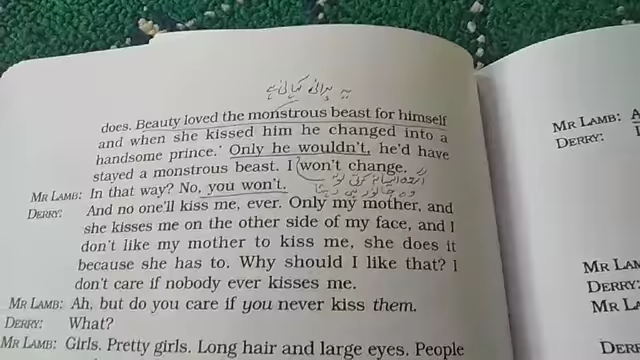 یہ پرانی کہانی ہے
does. Beauty loved the monstrous beast for himself
and when she kissed him he changed into a
handsome prince.' Only he wouldn't, he'd have
stayed a monstrous beast. I won't change.
MR LAMB: In that way? No, you won't.
DERRY: And no one'll kiss me, ever. Only my mother, and
she kisses me on the other side of my face, and I
don't like my mother to kiss me, she does it
because she has to. Why should I like that? I
don't care if nobody ever kisses me.
MR LAMB: Ah, but do you care if you never kiss them.
DERRY: What?
MR LAMB: Girls. Pretty girls. Long hair and large eyes. People
MR LAMB: A
DERRY:
MR LAM
DERRY:
MR LA
DERR